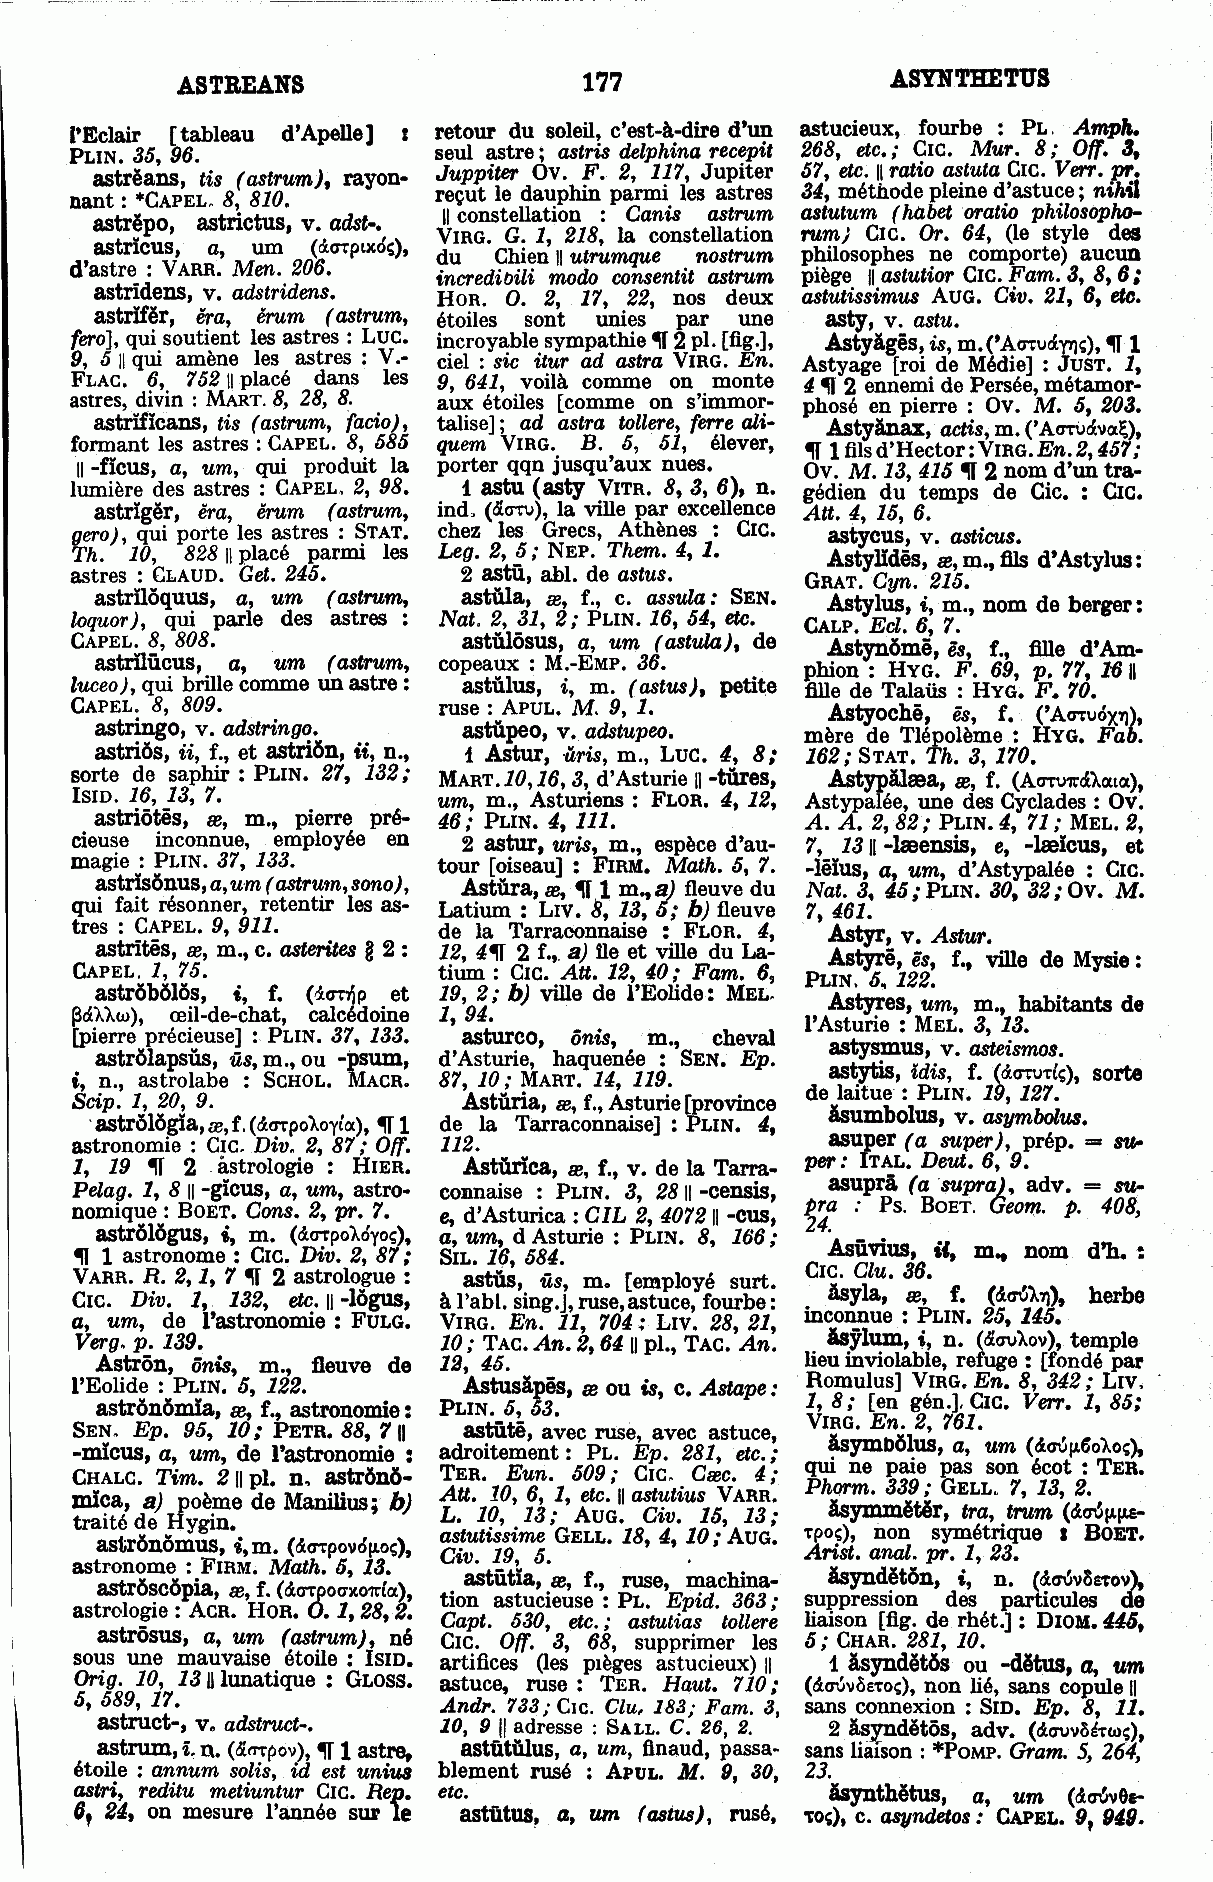 ASTREANS
177
ASYNTHETUS
l'Eclair [tableau d'Apelle] :
PLIN. 35, 96.
astrĕans, tis (astrum), rayon-
nant : *CAPEL. 8, 810.
astrĕpo, astrictus, v. adst-.
astrĭcus, a, um (ἀστρικός),
d'astre : VARR. Men. 206.
astrīdens, v. adstridens.
astrĭfĕr, ĕra, ĕrum (astrum,
fero), qui soutient les astres : LUC.
9, 5 || qui amène les astres : V.-
FLAC. 6, 752 || placé dans les
astres, divin : MART. 8, 28, 8.
astrĭfĭcans, tis (astrum, facio),
formant les astres : CAPEL. 8, 585
|| -fĭcus, a, um, qui produit la
lumière des astres : CAPEL. 2, 98.
astrĭgĕr, ĕra, ĕrum (astrum,
gero), qui porte les astres : STAT.
Th. 10, 828 || placé parmi les
astres : CLAUD. Get. 245.
astrĭlŏquus, a, um (astrum,
loquor), qui parle des astres :
CAPEL. 8, 808.
astrĭlūcus, a, um (astrum,
luceo), qui brille comme un astre :
CAPEL. 8, 809.
astringo, v. adstringo.
astriŏs, ii, f., et astriŏn, ii, n.,
sorte de saphir : PLIN. 27, 132 ;
ISID. 16, 13, 7.
astriōtēs, æ, m., pierre pré-
cieuse inconnue, employée en
magie : PLIN. 37, 133.
astrĭsŏnus, a, um (astrum, sono),
qui fait résonner, retentir les as-
tres : CAPEL. 9, 911.
astrītēs, æ, m., c. asterites § 2 :
CAPEL. 1, 75.
astrŏbŏlŏs, i, f. (ἀστήρ et
βάλλω), œil-de-chat, calcédoine
[pierre précieuse] : PLIN. 37, 133.
astrŏlapsŭs, ūs, m., ou -psum,
i, n., astrolabe : SCHOL. MACR.
Scip. 1, 20, 9.
astrŏlŏgĭa, æ, f. (ἀστρολογία), ¶ 1
astronomie : CIC. Div. 2, 87 ; Off.
1, 19 ¶ 2 astrologie : HIER.
Pelag. 1, 8 || -gĭcus, a, um, astro-
nomique : BOET. Cons. 2, pr. 7.
astrŏlŏgus, i, m. (ἀστρολόγος),
¶ 1 astronome : CIC. Div. 2, 87 ;
VARR. R. 2, 1, 7 ¶ 2 astrologue :
CIC. Div. 1, 132, etc. || -lŏgus,
a, um, de l'astronomie : FULG.
Verg. p. 139.
Astrōn, ōnis, m., fleuve de
l'Eolide : PLIN. 5, 122.
astrŏnŏmĭa, æ, f., astronomie :
SEN. Ep. 95, 10 ; PETR. 88, 7 ||
-mĭcus, a, um, de l'astronomie :
CHALC. Tim. 2 || pl. n. astrŏnŏ-
mĭca, a) poème de Manilius ; b)
traité de Hygin.
astrŏnŏmus, i, m. (ἀστρονόμος),
astronome : FIRM. Math. 5, 13.
astrŏscŏpia, æ, f. (ἀστροσκοπία),
astrologie : ACR. HOR. O. 1, 28, 2.
astrōsus, a, um (astrum), né
sous une mauvaise étoile : ISID.
Orig. 10, 13 || lunatique : GLOSS.
5, 589, 17.
astruct-, v. adstruct-.
astrum, ī, n. (ἄστρον), ¶ 1 astre,
étoile : annum solis, id est unius
astri, reditu metiuntur CIC. Rep.
6, 24, on mesure l'année sur le
retour du soleil, c'est-à-dire d'un
seul astre ; astris delphina recepit
Juppiter OV. F. 2, 117, Jupiter
reçut le dauphin parmi les astres
|| constellation : Canis astrum
VIRG. G. 1, 218, la constellation
du Chien || utrumque nostrum
incredibili modo consentit astrum
HOR. O. 2, 17, 22, nos deux
étoiles sont unies par une
incroyable sympathie ¶ 2 pl. [fig.],
ciel : sic itur ad astra VIRG. En.
9, 641, voilà comme on monte
aux étoiles [comme on s'immor-
talise] ; ad astra tollere, ferre ali-
quem VIRG. B. 5, 51, élever,
porter qqn jusqu'aux nues.
1 astu (asty VITR. 8, 3, 6), n.
ind. (ἄστυ), la ville par excellence
chez les Grecs, Athènes : CIC.
Leg. 2, 5 ; NEP. Them. 4, 1.
2 astū, abl. de astus.
astŭla, æ, f., c. assula : SEN.
Nat. 2, 31, 2 ; PLIN. 16, 54, etc.
astŭlōsus, a, um (astula), de
copeaux : M.-EMP. 36.
astŭlus, i, m. (astus), petite
ruse : APUL. M. 9, 1.
astŭpeo, v. adstupeo.
1 Astur, ŭris, m., LUC. 4, 8 ;
MART. 10, 16, 3, d'Asturie || -tŭres,
um, m., Asturiens : FLOR. 4, 12,
46 ; PLIN. 4, 111.
2 astur, uris, m., espèce d'au-
tour [oiseau] : FIRM. Math. 5, 7.
Astŭra, æ, ¶ 1 m., a) fleuve du
Latium : LIV. 8, 13, 5 ; b) fleuve
de la Tarraconnaise : FLOR. 4,
12, 4 ¶ 2 f., a) île et ville du La-
tium : CIC. Att. 12, 40 ; Fam. 6,
19, 2 ; b) ville de l'Eolide : MEL.
1, 94.
asturco, ōnis, m., cheval
d'Asturie, haquenée : SEN. Ep.
87, 10 ; MART. 14, 119.
Astŭria, æ, f., Asturie [province
de la Tarraconnaise] : PLIN. 4,
112.
Astŭrĭca, æ, f., v. de la Tarra-
connaise : PLIN. 3, 28 || -censis,
e, d'Asturica : CIL 2, 4072 || -cus,
a, um, d Asturie : PLIN. 8, 166 ;
SIL. 16, 584.
astŭs, ūs, m. [employé surt.
à l'abl. sing.], ruse, astuce, fourbe :
VIRG. En. 11, 704 ; LIV. 28, 21,
10 ; TAC. An. 2, 64 || pl., TAC. An.
12, 45.
Astusăpēs, æ ou is, c. Astape :
PLIN. 5, 53.
astūtē, avec ruse, avec astuce,
adroitement : PL. Ep. 281, etc. ;
TER. Eun. 509 ; CIC. Cæc. 4 ;
Att. 10, 6, 1, etc. || astutius VARR.
L. 10, 13 ; AUG. Civ. 15, 13 ;
astutissime GELL. 18, 4, 10 ; AUG.
Civ. 19, 5.
astūtĭa, æ, f., ruse, machina-
tion astucieuse : PL. Epid. 363 ;
Capt. 530, etc. ; astutias tollere
CIC. Off. 3, 68, supprimer les
artifices (les pièges astucieux) ||
astuce, ruse : TER. Haut. 710 ;
Andr. 733 ; CIC. Clu. 183 ; Fam. 3,
10, 9 || adresse : SALL. C. 26, 2.
astūtŭlus, a, um, finaud, passa-
blement rusé : APUL. M. 9, 30,
etc.
astūtus, a, um (astus), rusé,
astucieux, fourbe : PL. Amph.
268, etc. ; CIC. Mur. 8 ; Off. 3,
57, etc. || ratio astuta CIC. Verr. pr.
34, méthode pleine d'astuce ; nihil
astutum (habet oratio philosopho-
rum) CIC. Or. 64, (le style des
philosophes ne comporte) aucun
piège || astutior CIC. Fam. 3, 8, 6 ;
astutissimus AUG. Civ. 21, 6, etc.
asty, v. astu.
Astyăgēs, is, m. (Ἀστυάγης), ¶ 1
Astyage [roi de Médie] : JUST. 1,
4 ¶ 2 ennemi de Persée, métamor-
phosé en pierre : OV. M. 5, 203.
Astyănax, actis, m. (Ἀστυάναξ),
¶ 1 fils d'Hector : VIRG. En. 2, 457 ;
OV. M. 13, 415 ¶ 2 nom d'un tra-
gédien du temps de Cic. : CIC.
Att. 4, 15, 6.
astycus, v. asticus.
Astylĭdēs, æ, m., fils d'Astylus :
GRAT. Cyn. 215.
Astylus, i, m., nom de berger :
CALP. Ecl. 6, 7.
Astynŏmē, ēs, f., fille d'Am-
phion : HYG. F. 69, p. 77, 16 ||
fille de Talaüs : HYG. F. 70.
Astyochē, ēs, f. (Ἀστυόχη),
mère de Tlépolème : HYG. Fab.
162 ; STAT. Th. 3, 170.
Astypălæa, æ, f. (Αστυπάλαια),
Astypalée, une des Cyclades : OV.
A. A. 2, 82 ; PLIN. 4, 71 ; MEL. 2,
7, 13 || -læensis, e, -læĭcus, et
-lēĭus, a, um, d'Astypalée : CIC.
Nat. 3, 45 ; PLIN. 30, 32 ; OV. M.
7, 461.
Astyr, v. Astur.
Astyrē, ēs, f., ville de Mysie :
PLIN. 5, 122.
Astyres, um, m., habitants de
l'Asturie : MEL. 3, 13.
astysmus, v. asteismos.
astytis, idis, f. (ἀστυτίς), sorte
de laitue : PLIN. 19, 127.
ăsumbolus, v. asymbolus.
asuper (a super), prép. = su-
per : ITAL. Deut. 6, 9.
asuprā (a supra), adv. = su-
pra : PS. BOET. Geom. p. 408,
24.
Asŭvius, ii, m., nom d'h. :
CIC. Clu. 36.
ăsyla, æ, f. (ἀσύλη), herbe
inconnue : PLIN. 25, 145.
ăsȳlum, i, n. (ἄσυλον), temple
lieu inviolable, refuge : [fondé par
Romulus] VIRG. En. 8, 342 ; LIV.
1, 8 ; [en gén.], CIC. Verr. 1, 85 ;
VIRG. En. 2, 761.
ăsymbŏlus, a, um (ἀσύμβολος),
qui ne paie pas son écot : TER.
Phorm. 339 ; GELL. 7, 13, 2.
ăsymmĕtĕr, tra, trum (ἀσύμμε-
τρος), non symétrique : BOET.
Arist. anal. pr. 1, 23.
ăsyndĕtŏn, i, n. (ἀσύνδετον),
suppression des particules de
liaison [fig. de rhét.] : DIOM. 445,
5 ; CHAR. 281, 10.
1 ăsyndĕtŏs ou -dĕtus, a, um
(ἀσύνδετος), non lié, sans copule ||
sans connexion : SID. Ep. 8, 11.
2 ăsyndĕtōs, adv. (ἀσυνδέτως),
sans liaison : *POMP. Gram. 5, 264,
23.
ăsynthĕtus, a, um (ἀσύνθε-
τος), c. asyndetos : CAPEL. 9, 949.